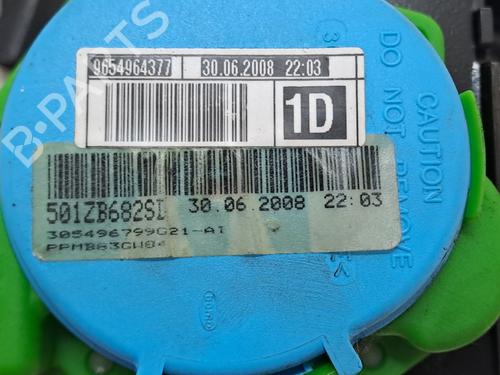 9654964377 30.06.2008 22:03
1D
501ZB682SD 30.06.2008 22:03
305496799G21-AI
CAUTION
DO NOT REMOVE
B-PARTS